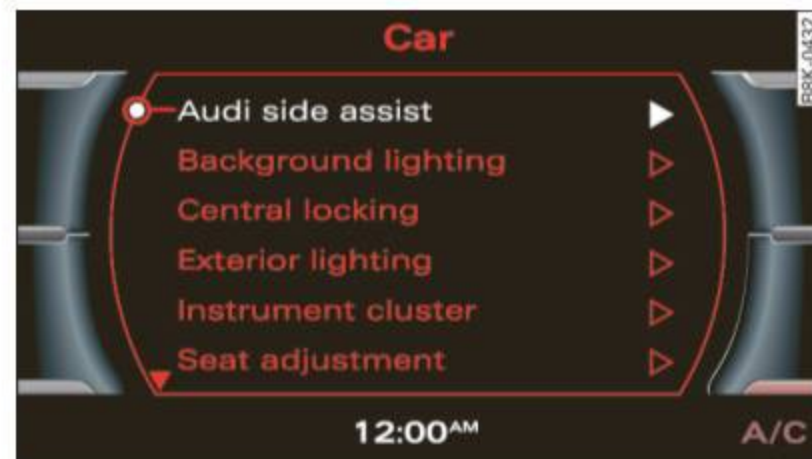 Car
B8K-0432
Audi side assist
Background lighting
Central locking
Exterior lighting
Instrument cluster
Seat adjustment
12:00AM
A/C